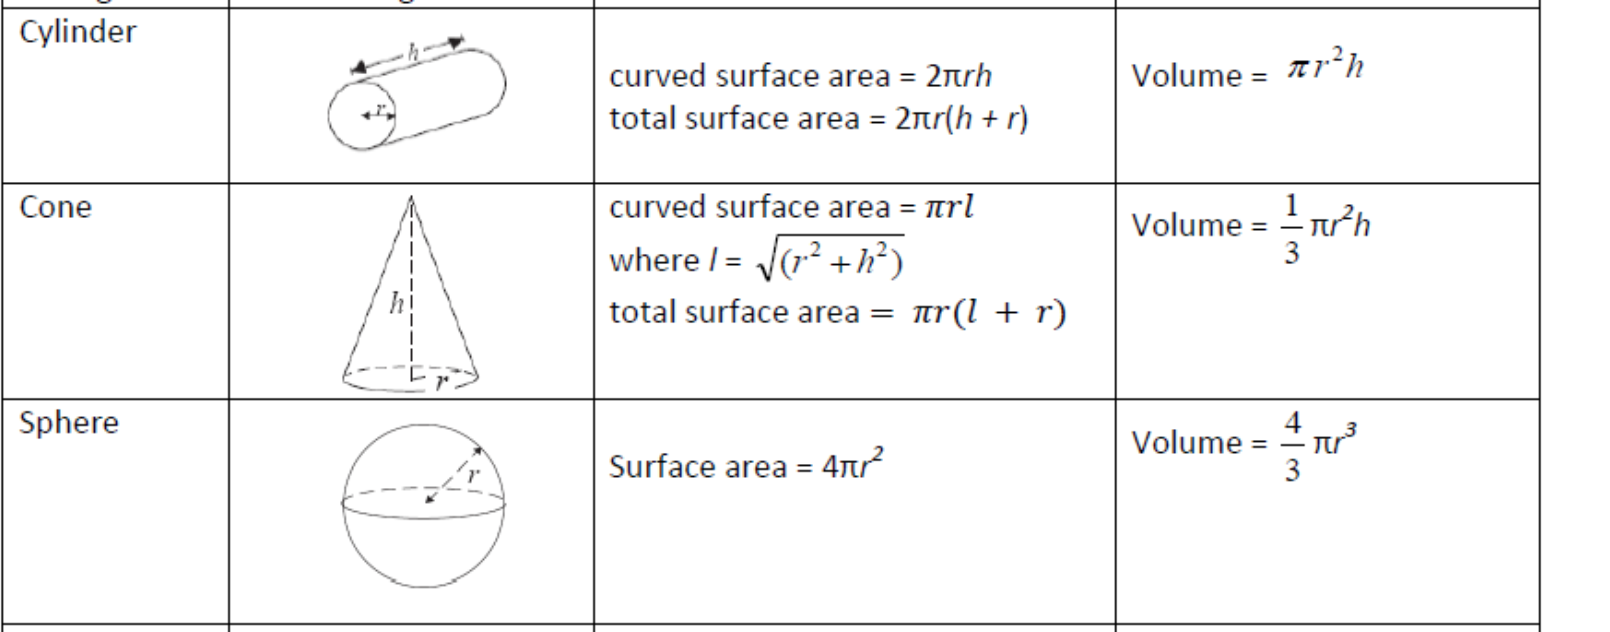 Cylinder
h
r
curved surface area = 2πrh
total surface area = 2πr(h + r)
Volume = πr²h
Cone
h
r
curved surface area = πrl
where l = √(r² + h²)
total surface area = πr(l + r)
Volume = 1/3 πr²h
Sphere
r
Surface area = 4πr²
Volume = 4/3 πr³